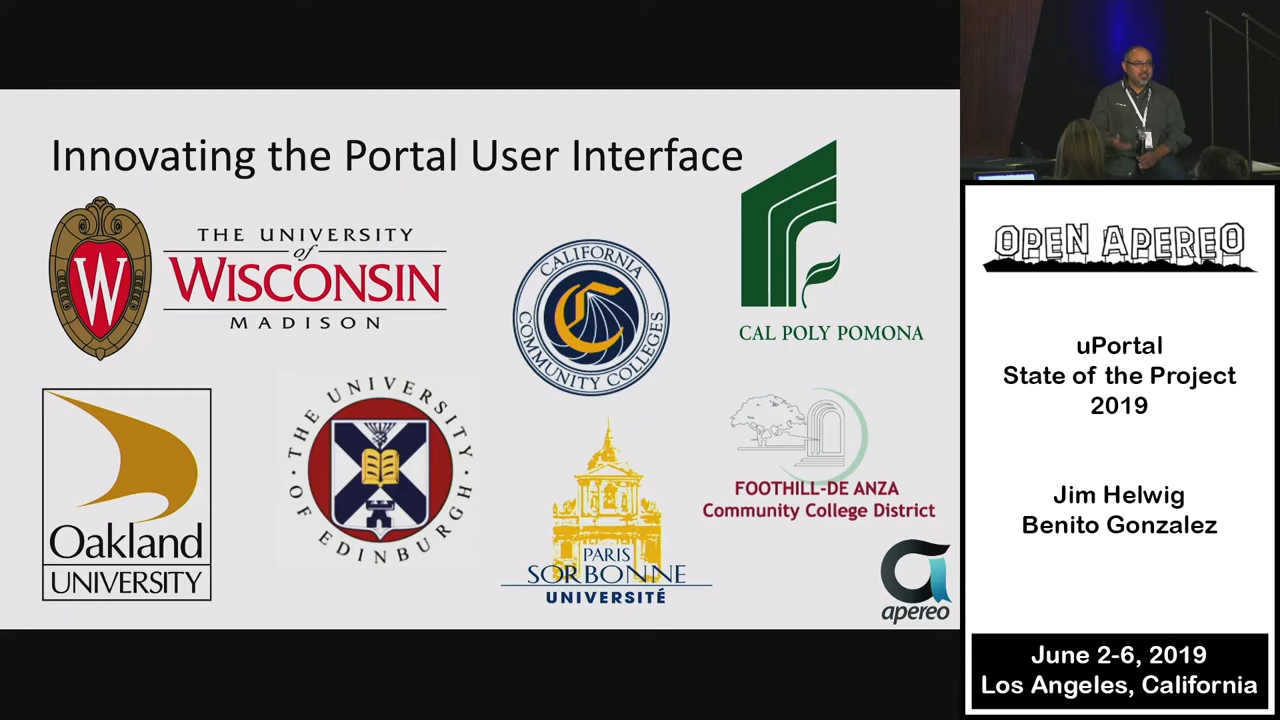 Innovating the Portal User Interface
W
THE UNIVERSITY
of
WISCONSIN
MADISON
CALIFORNIA
COMMUNITY COLLEGES
C
CAL POLY POMONA
Oakland
UNIVERSITY
THE UNIVERSITY
OF EDINBURGH
PARIS
SORBONNE
UNIVERSITÉ
FOOTHILL-DE ANZA
Community College District
apereo
OPEN APEREO
uPortal
State of the Project
2019
Jim Helwig
Benito Gonzalez
June 2-6, 2019
Los Angeles, California